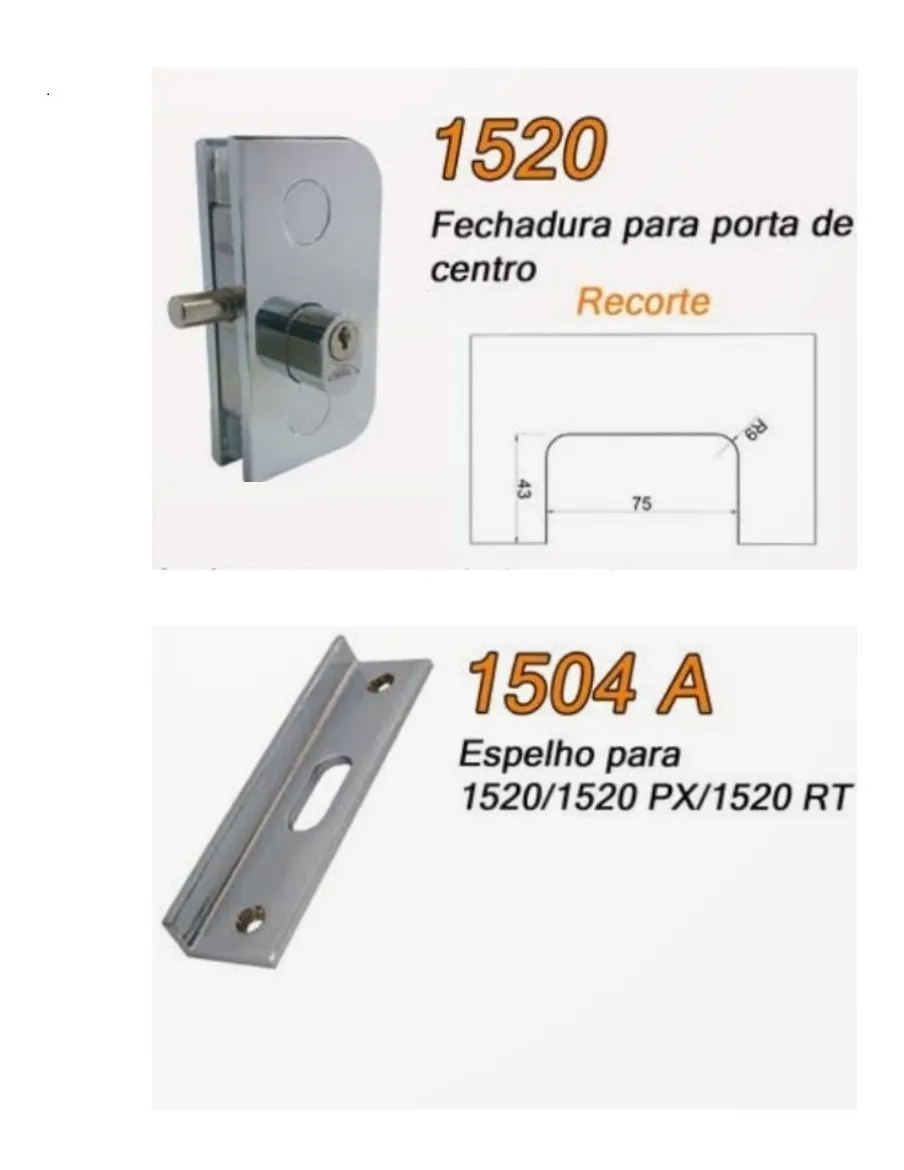 1520
Fechadura para porta de
centro
Recorte
R9
43
75
1504 A
Espelho para
1520/1520 PX/1520 RT